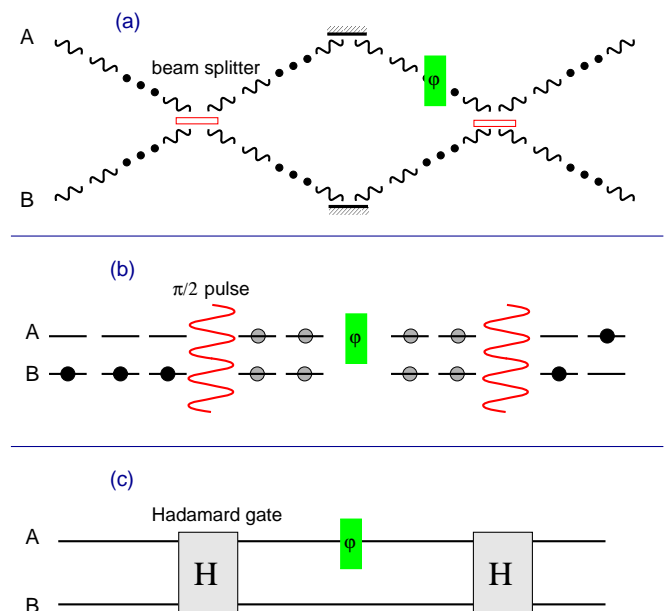 (a)
A
beam splitter
φ
B
(b)
π/2 pulse
A
φ
B
(c)
Hadamard gate
A
φ
H
H
B